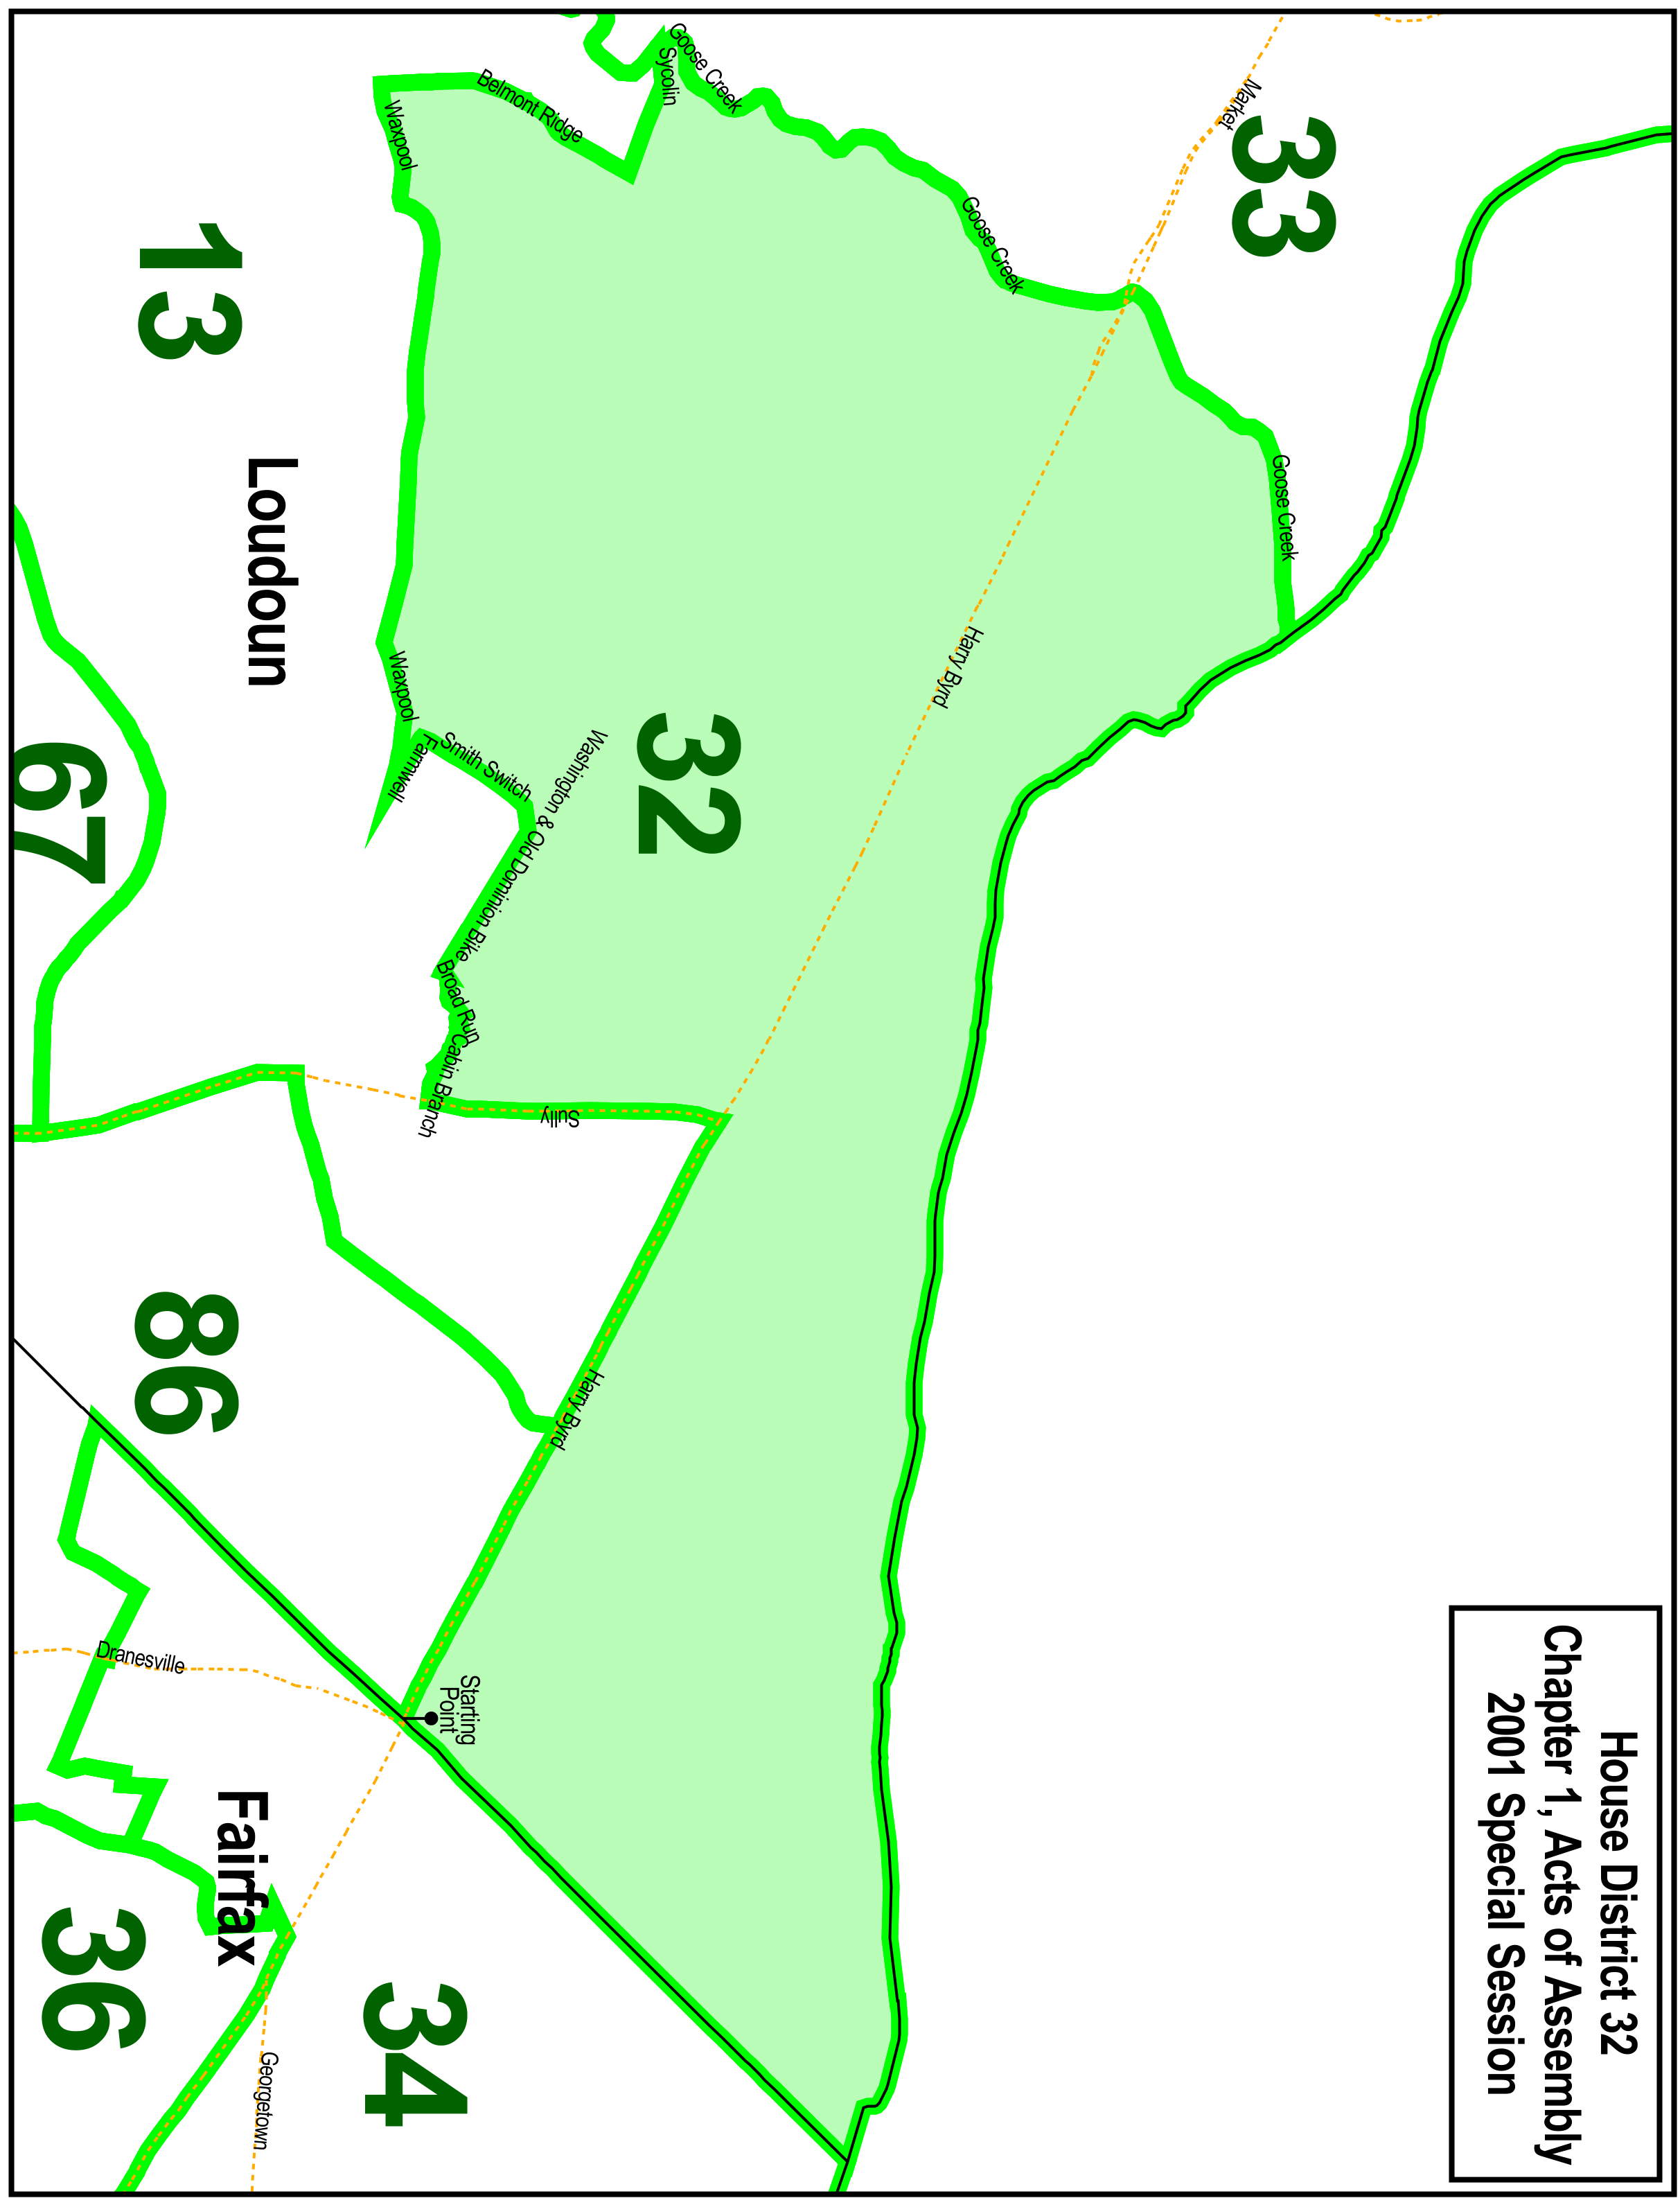 House District 32
Chapter 1, Acts of Assembly
2001 Special Session
33
Market
Goose Creek
Goose Creek
Goose Creek
Sycolin
Belmont Ridge
Waxpool
Harry Byrd
32
13
Loudoun
Waxpool
Farmwell
Smith Switch
Washington & Old Dominion Bike
Broad Run
Cabin Branch
Sully
67
86
Harry Byrd
Starting
Point
Dranesville
Fairfax
36
34
Georgetown